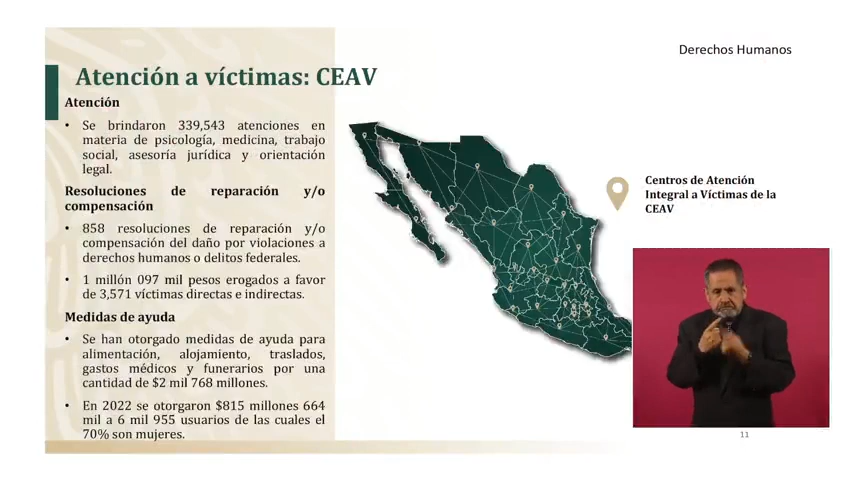 Derechos Humanos
Atención a víctimas: CEAV
Atención
• Se brindaron 339,543 atenciones en
materia de psicología, medicina, trabajo
social, asesoría jurídica y orientación
legal.
Resoluciones de reparación y/o
compensación
• 858 resoluciones de reparación y/o
compensación del daño por violaciones a
derechos humanos o delitos federales.
• 1 millón 097 mil pesos erogados a favor
de 3,571 víctimas directas e indirectas.
Medidas de ayuda
• Se han otorgado medidas de ayuda para
alimentación, alojamiento, traslados,
gastos médicos y funerarios por una
cantidad de $2 mil 768 millones.
• En 2022 se otorgaron $815 millones 664
mil a 6 mil 955 usuarios de las cuales el
70% son mujeres.
Centros de Atención
Integral a Víctimas de la
CEAV
11